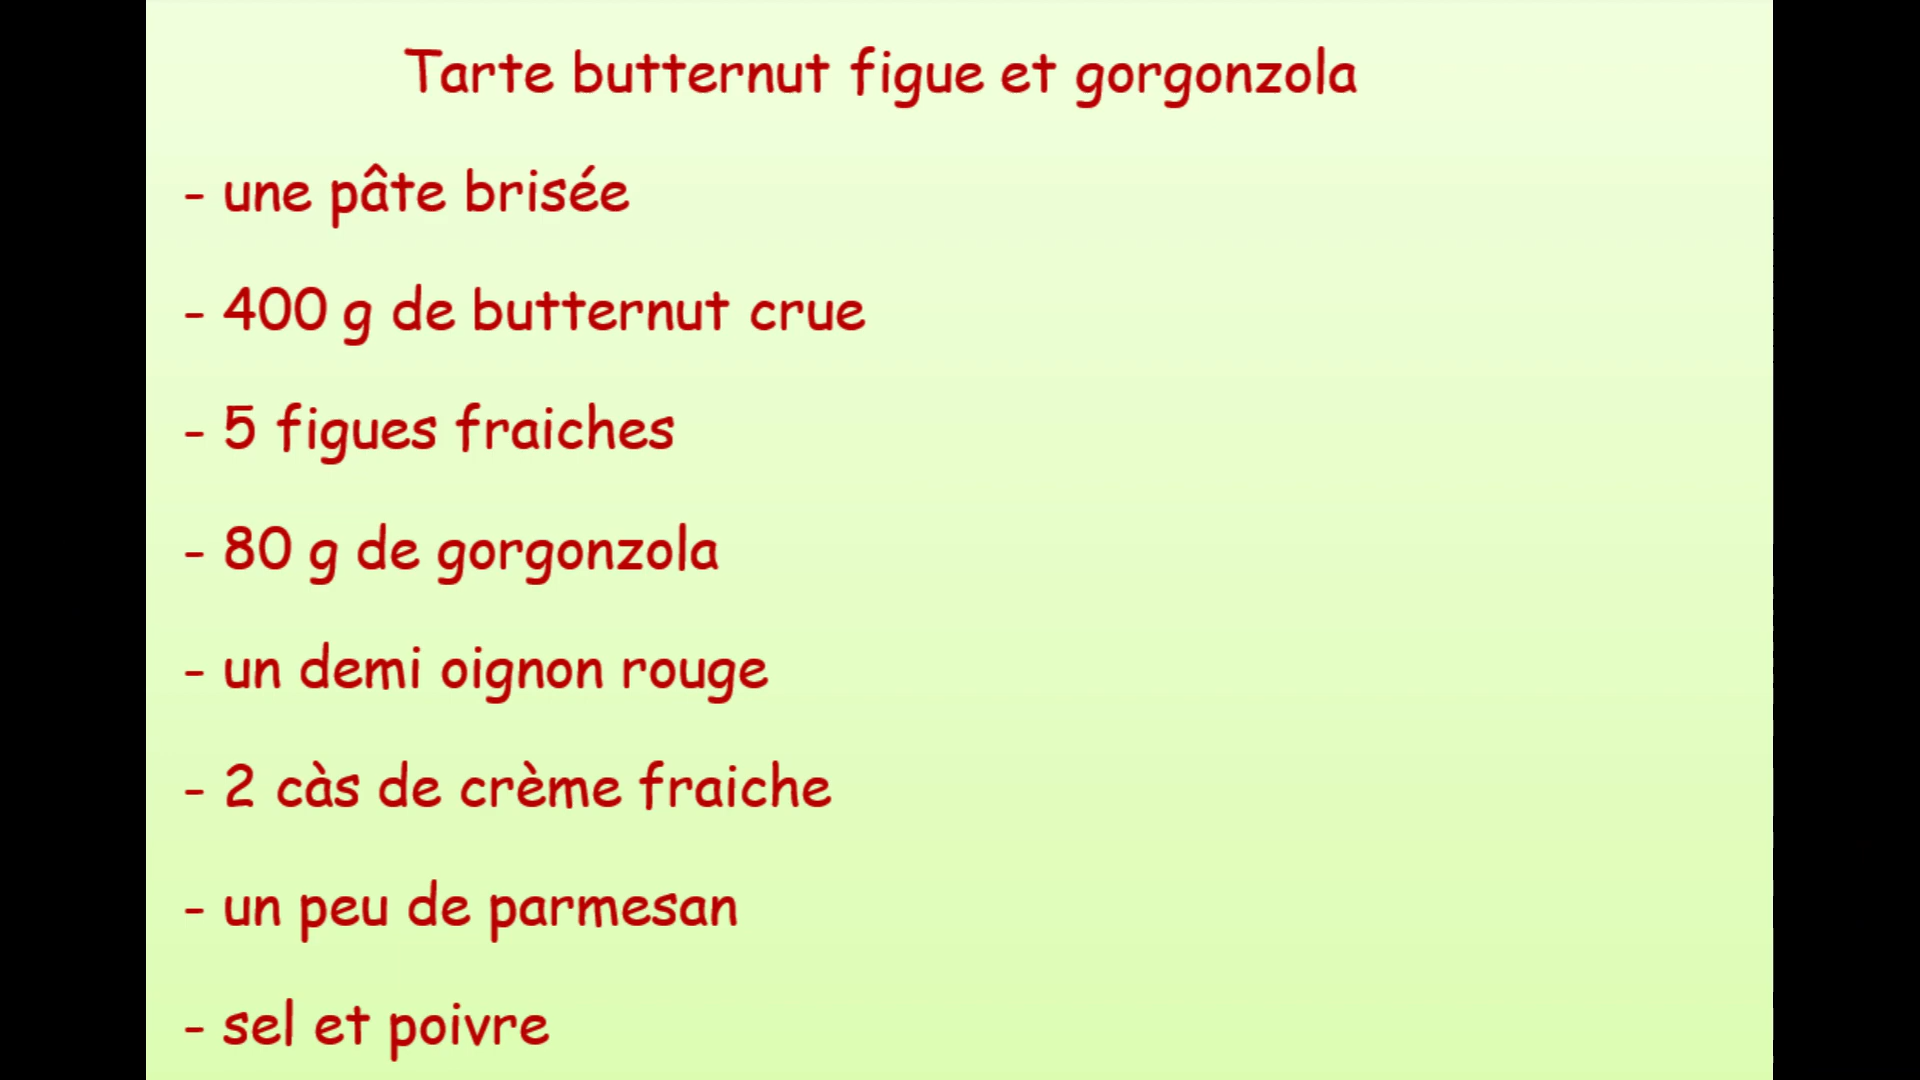 Tarte butternut figue et gorgonzola
- une pâte brisée
- 400 g de butternut crue
- 5 figues fraiches
- 80 g de gorgonzola
- un demi oignon rouge
- 2 càs de crème fraiche
- un peu de parmesan
- sel et poivre